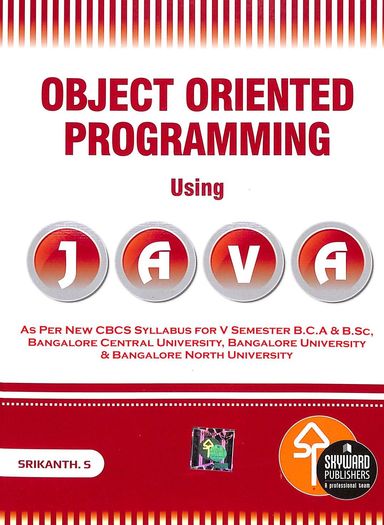 OBJECT ORIENTED
PROGRAMMING
Using
JAVA
AS PER NEW CBCS SYLLABUS FOR V SEMESTER B.C.A & B.SC,
BANGALORE CENTRAL UNIVERSITY, BANGALORE UNIVERSITY
& BANGALORE NORTH UNIVERSITY
SRIKANTH. S
SKYWARD
PUBLISHERS
A professional team